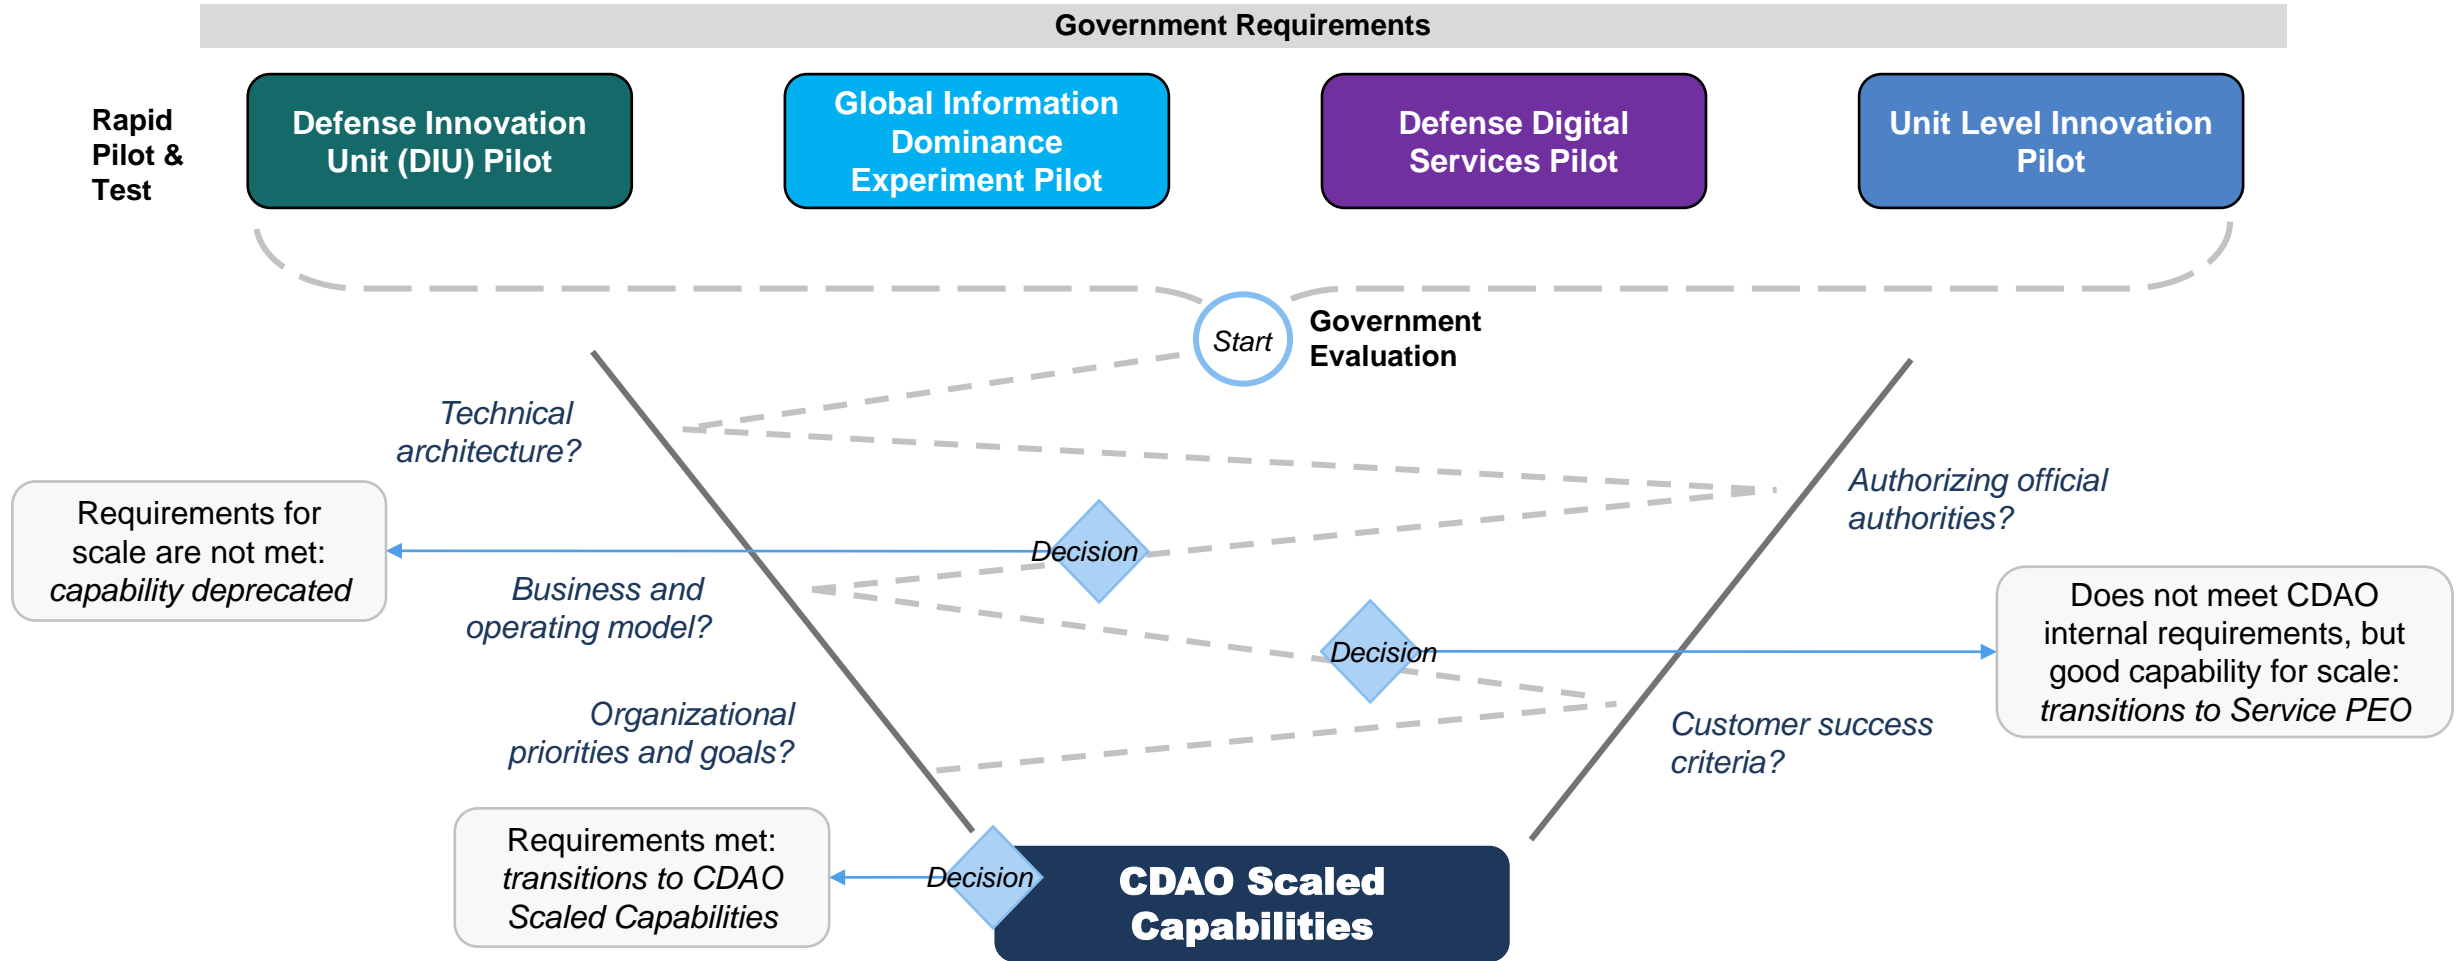 Government Requirements
Rapid
Pilot &
Test
Defense Innovation
Unit (DIU) Pilot
Global Information
Dominance
Experiment Pilot
Defense Digital
Services Pilot
Unit Level Innovation
Pilot
Start
Government
Evaluation
Technical
architecture?
Authorizing official
authorities?
Requirements for
scale are not met:
capability deprecated
Decision
Business and
operating model?
Does not meet CDAO
internal requirements, but
good capability for scale:
transitions to Service PEO
Decision
Organizational
priorities and goals?
Customer success
criteria?
Requirements met:
transitions to CDAO
Scaled Capabilities
Decision
CDAO Scaled
Capabilities